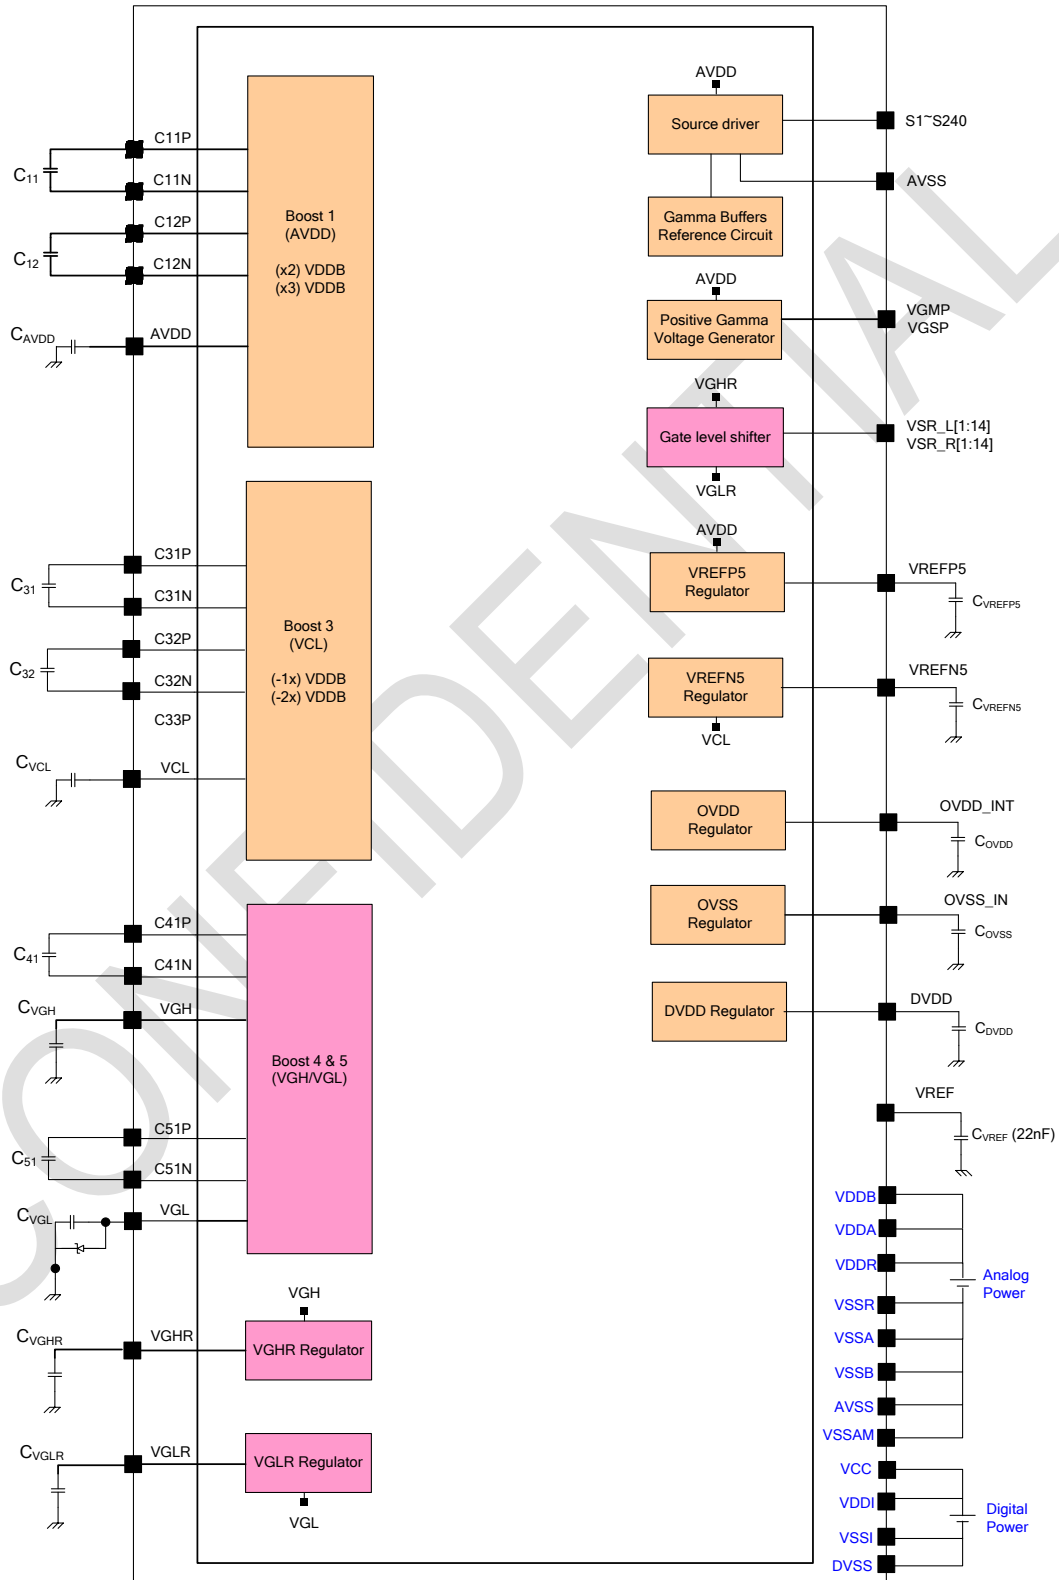 C11P
C11
C11N
C12P
C12
C12N
CAVDD
AVDD
Boost 1
(AVDD)
(x2) VDDB
(x3) VDDB
C31P
C31
C31N
C32P
C32
C32N
C33P
CVCL
VCL
Boost 3
(VCL)
(-1x) VDDB
(-2x) VDDB
C41P
C41
C41N
CVGH
VGH
C51P
C51
C51N
CVGL
VGL
Boost 4 & 5
(VGH/VGL)
VGH
CVGHR
VGHR
VGHR Regulator
CVGLR
VGLR
VGLR Regulator
VGL
AVDD
Source driver
S1~S240
AVSS
Gamma Buffers
Reference Circuit
AVDD
Positive Gamma
Voltage Generator
VGMP
VGSP
VGHR
Gate level shifter
VSR_L[1:14]
VSR_R[1:14]
VGLR
AVDD
VREFP5
Regulator
VREFP5
CVREFP5
VREFN5
Regulator
VREFN5
CVREFN5
VCL
OVDD
Regulator
OVDD_INT
COVDD
OVSS
Regulator
OVSS_IN
COVSS
DVDD Regulator
DVDD
CDVDD
VREF
CVREF (22nF)
VDDB
VDDA
VDDR
VSSR
VSSA
VSSB
AVSS
VSSAM
Analog
Power
VCC
VDDI
VSSI
DVSS
Digital
Power
CONFIDENTIAL